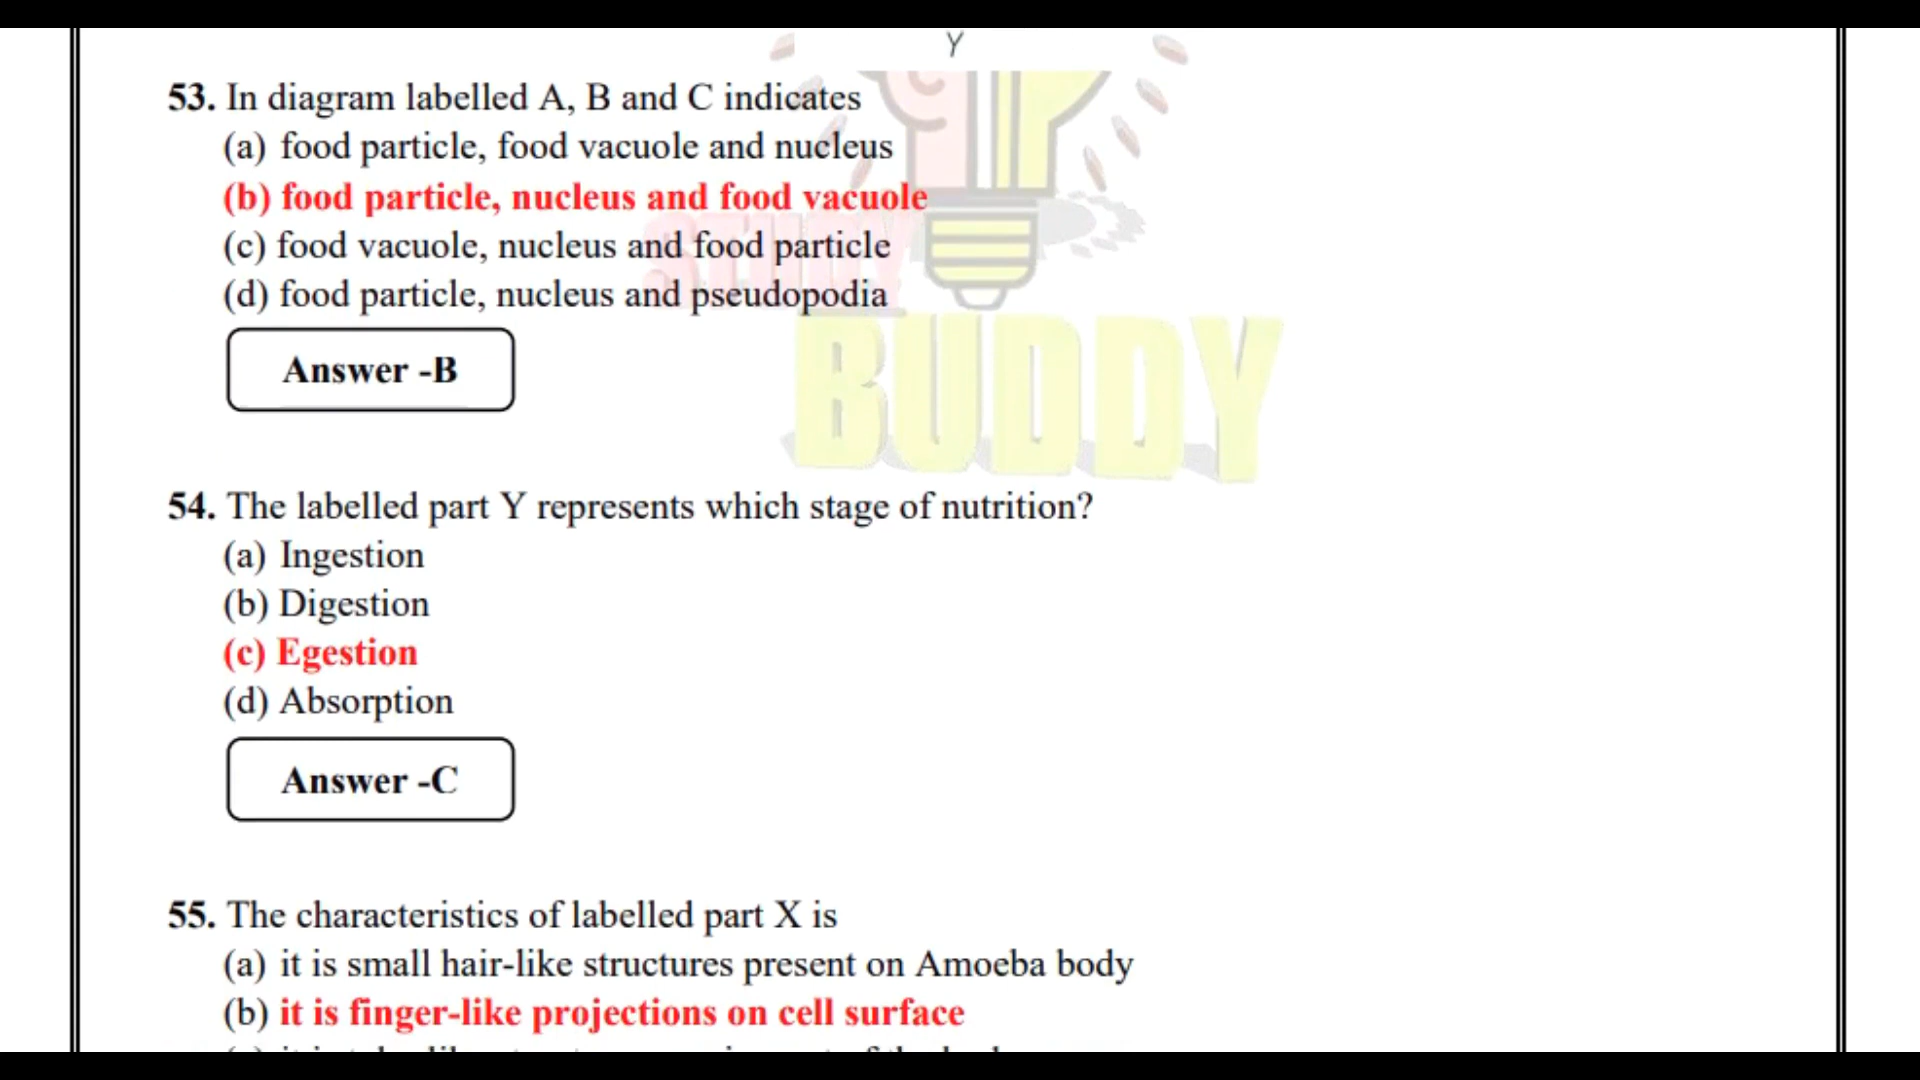 Y
53. In diagram labelled A, B and C indicates
(a) food particle, food vacuole and nucleus
(b) food particle, nucleus and food vacuole
(c) food vacuole, nucleus and food particle
(d) food particle, nucleus and pseudopodia
STUDY
BUDDY
Answer -B
54. The labelled part Y represents which stage of nutrition?
(a) Ingestion
(b) Digestion
(c) Egestion
(d) Absorption
Answer -C
55. The characteristics of labelled part X is
(a) it is small hair-like structures present on Amoeba body
(b) it is finger-like projections on cell surface